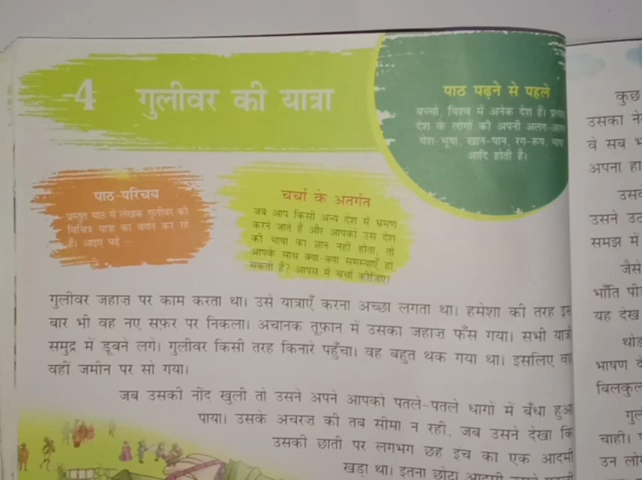 4 गुलीवर की यात्रा
पाठ पढ़ने से पहले
बच्चो, विश्व में अनेक देश हैं।
देश के लोगों की अपनी अलग-
वेश-भूषा, खान-पान, रंग-रूप,
आदि होती है।
पाठ-परिचय
प्रस्तुत पाठ में लेखक गुलीवर की
विचित्र यात्रा का वर्णन कर रहे
हैं। आइए पढ़ें –
चर्चा के अंतर्गत
जब आप किसी अन्य देश में भ्रमण
करने जाते हैं और आपको उस देश
की भाषा का ज्ञान नहीं होता, तो
आपके साथ क्या-क्या समस्याएँ हो
सकती हैं? आपस में चर्चा कीजिए।
गुलीवर जहाज़ पर काम करता था। उसे यात्राएँ करना अच्छा लगता था। हमेशा की तरह इस
बार भी वह नए सफ़र पर निकला। अचानक तूफ़ान में उसका जहाज़ फँस गया। सभी यात्री
समुद्र में डूबने लगे। गुलीवर किसी तरह किनारे पहुँचा। वह बहुत थक गया था। इसलिए
वहीं जमीन पर सो गया।
जब उसकी नींद खुली तो उसने अपने आपको पतले-पतले धागों में बँधा हुआ
पाया। उसके अचरज की तब सीमा न रही, जब उसने देखा कि
उसकी छाती पर लगभग छह इंच का एक आदमी
खड़ा था। इतना छोटा आदमी उसने
कुछ
उसका
वे सब
अपना
उसने
समझ में
जैसे
भाँति
यह देख
भाषण
चाही।
उन